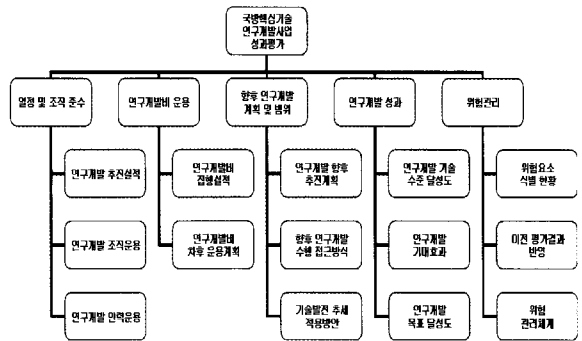 국방핵심기술
연구개발사업
성과평가
일정 및 조직 준수
연구개발비 운용
향후 연구개발
계획 및 범위
연구개발 성과
위험관리
연구개발 추진실적
연구개발비
집행실적
연구개발 향후
추진계획
연구개발 기술
수준 달성도
위험요소
식별 현황
연구개발 조직운용
연구개발비
차후 운용계획
향후 연구개발
수행 접근방식
연구개발
기대효과
이전 평가결과
반영
연구개발 인력운용
기술발전 추세
적용방안
연구개발
목표 달성도
위험
관리체계